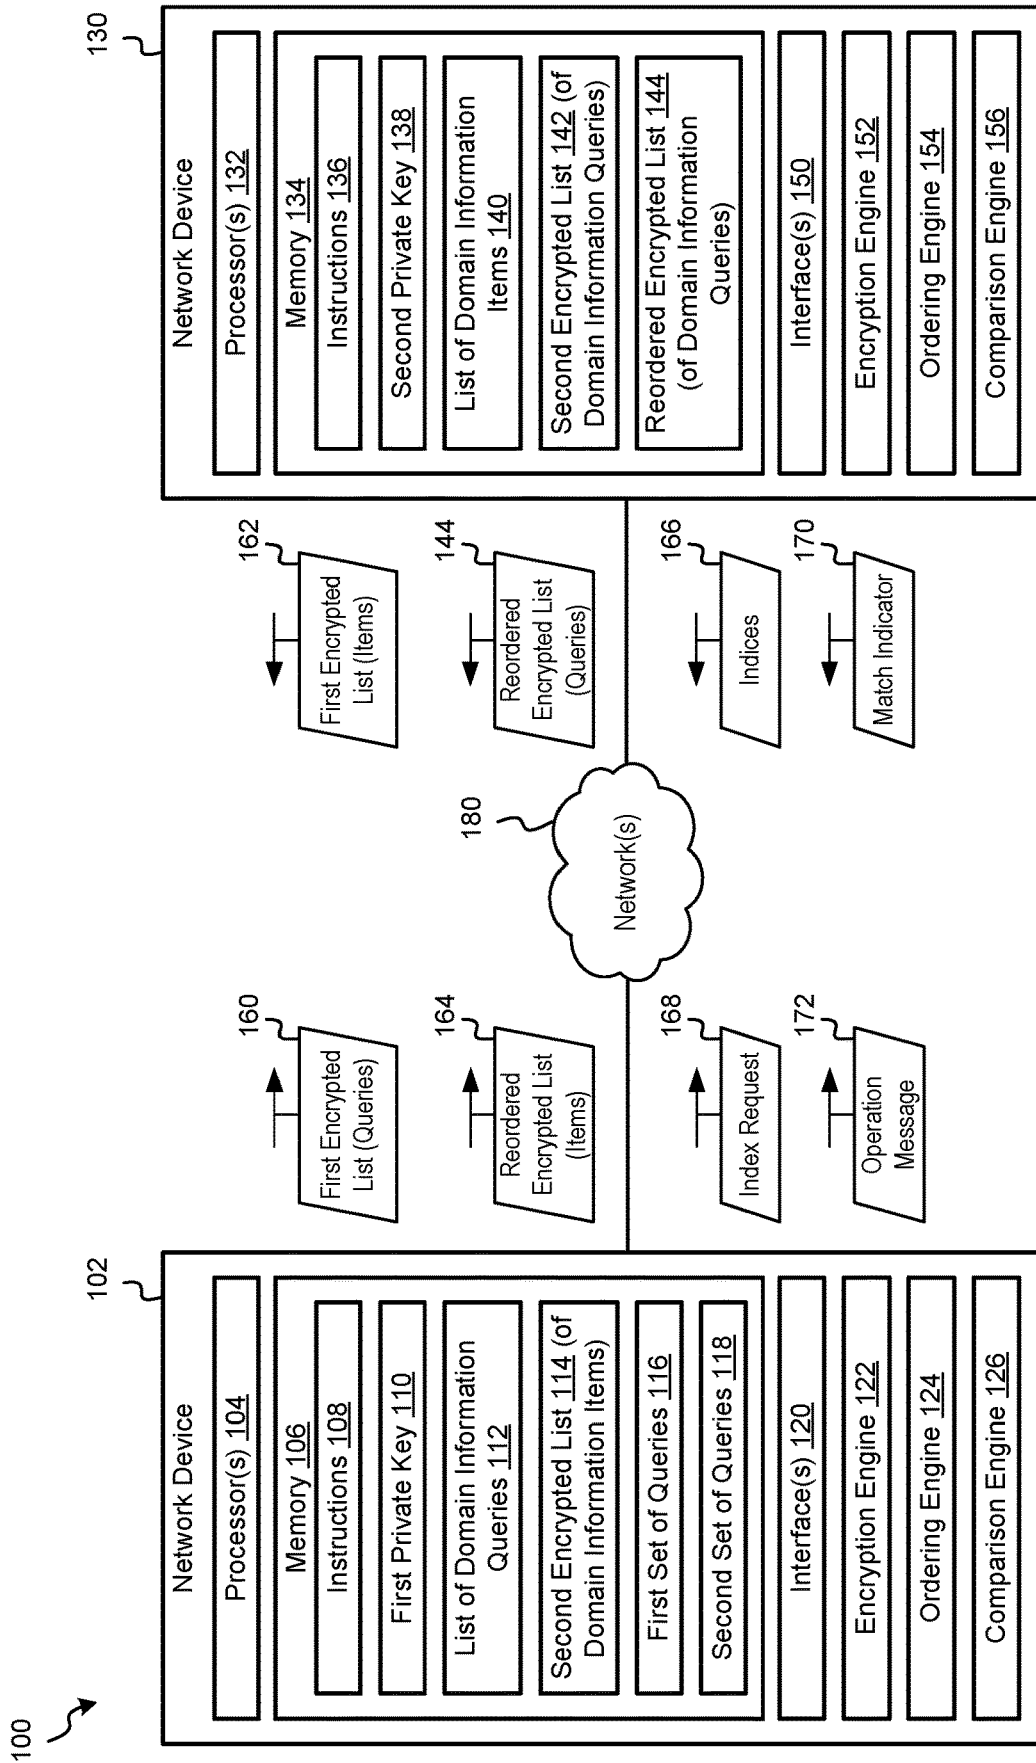 100
102
Network Device
Processor(s) 104
Memory 106
Instructions 108
First Private Key 110
List of Domain Information
Queries 112
Second Encrypted List 114 (of
Domain Information Items)
First Set of Queries 116
Second Set of Queries 118
Interface(s) 120
Encryption Engine 122
Ordering Engine 124
Comparison Engine 126
160
First Encrypted
List (Queries)
164
Reordered
Encrypted List
(Items)
168
Index Request
172
Operation
Message
180
Network(s)
162
First Encrypted
List (Items)
144
Reordered
Encrypted List
(Queries)
166
Indices
170
Match Indicator
130
Network Device
Processor(s) 132
Memory 134
Instructions 136
Second Private Key 138
List of Domain Information
Items 140
Second Encrypted List 142 (of
Domain Information Queries)
Reordered Encrypted List 144
(of Domain Information
Queries)
Interface(s) 150
Encryption Engine 152
Ordering Engine 154
Comparison Engine 156